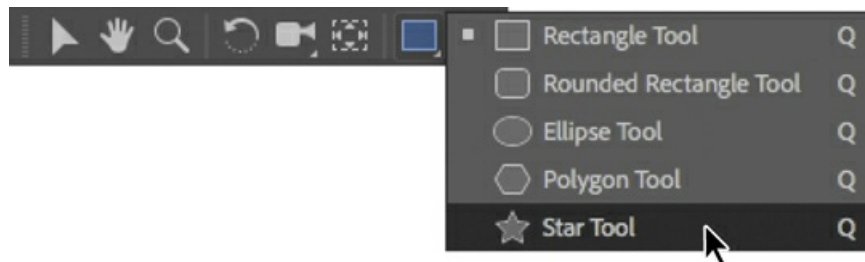 Rectangle Tool Q
Rounded Rectangle Tool Q
Ellipse Tool Q
Polygon Tool Q
Star Tool Q